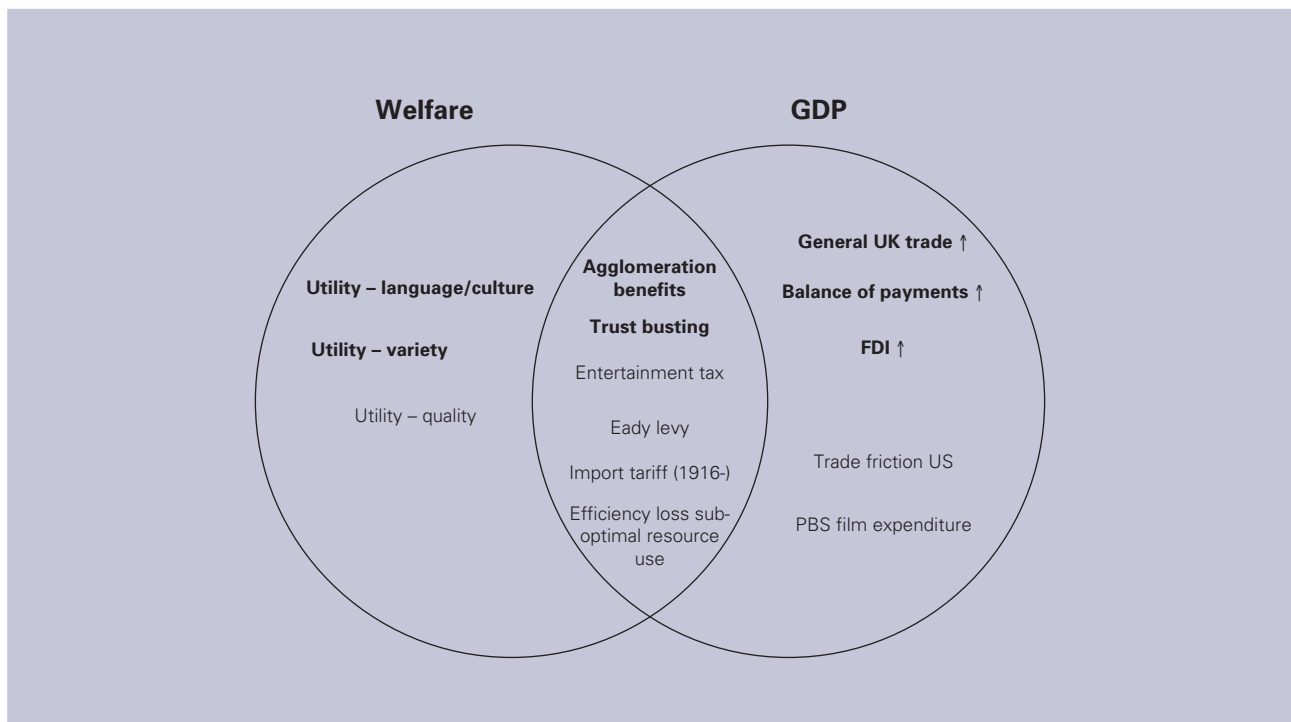 Welfare
GDP
Utility – language/culture
Utility – variety
Utility – quality
Agglomeration
benefits
Trust busting
Entertainment tax
Eady levy
Import tariff (1916-)
Efficiency loss sub-
optimal resource
use
General UK trade ↑
Balance of payments ↑
FDI ↑
Trade friction US
PBS film expenditure